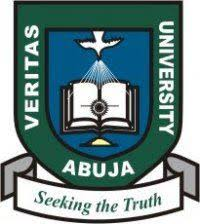 VERITAS
UNIVERSITY
ABUJA
Seeking the Truth